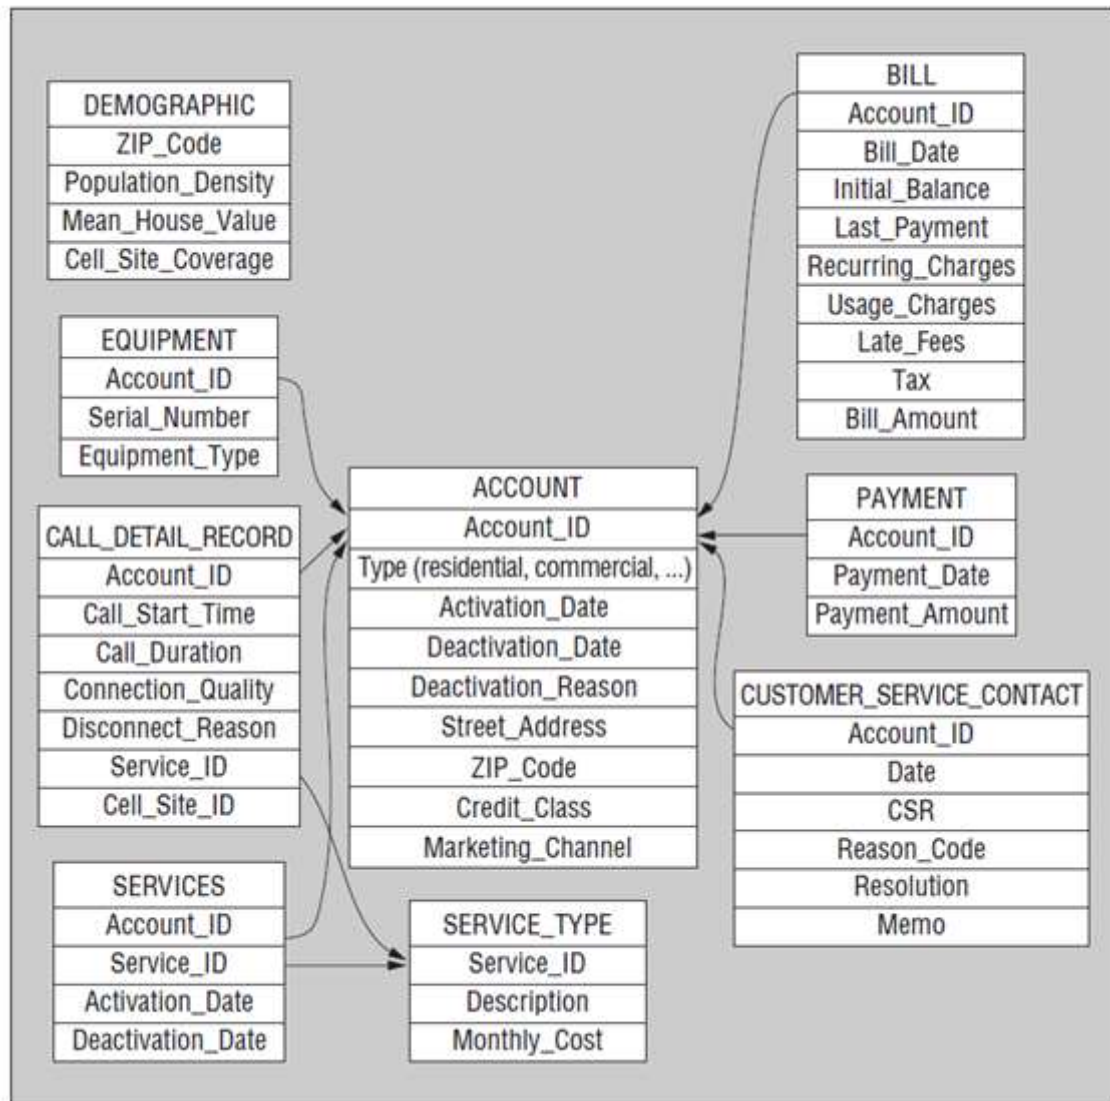 DEMOGRAPHIC
ZIP_Code
Population_Density
Mean_House_Value
Cell_Site_Coverage
EQUIPMENT
Account_ID
Serial_Number
Equipment_Type
CALL_DETAIL_RECORD
Account_ID
Call_Start_Time
Call_Duration
Connection_Quality
Disconnect_Reason
Service_ID
Cell_Site_ID
SERVICES
Account_ID
Service_ID
Activation_Date
Deactivation_Date
ACCOUNT
Account_ID
Type (residential, commercial, ...)
Activation_Date
Deactivation_Date
Deactivation_Reason
Street_Address
ZIP_Code
Credit_Class
Marketing_Channel
SERVICE_TYPE
Service_ID
Description
Monthly_Cost
BILL
Account_ID
Bill_Date
Initial_Balance
Last_Payment
Recurring_Charges
Usage_Charges
Late_Fees
Tax
Bill_Amount
PAYMENT
Account_ID
Payment_Date
Payment_Amount
CUSTOMER_SERVICE_CONTACT
Account_ID
Date
CSR
Reason_Code
Resolution
Memo